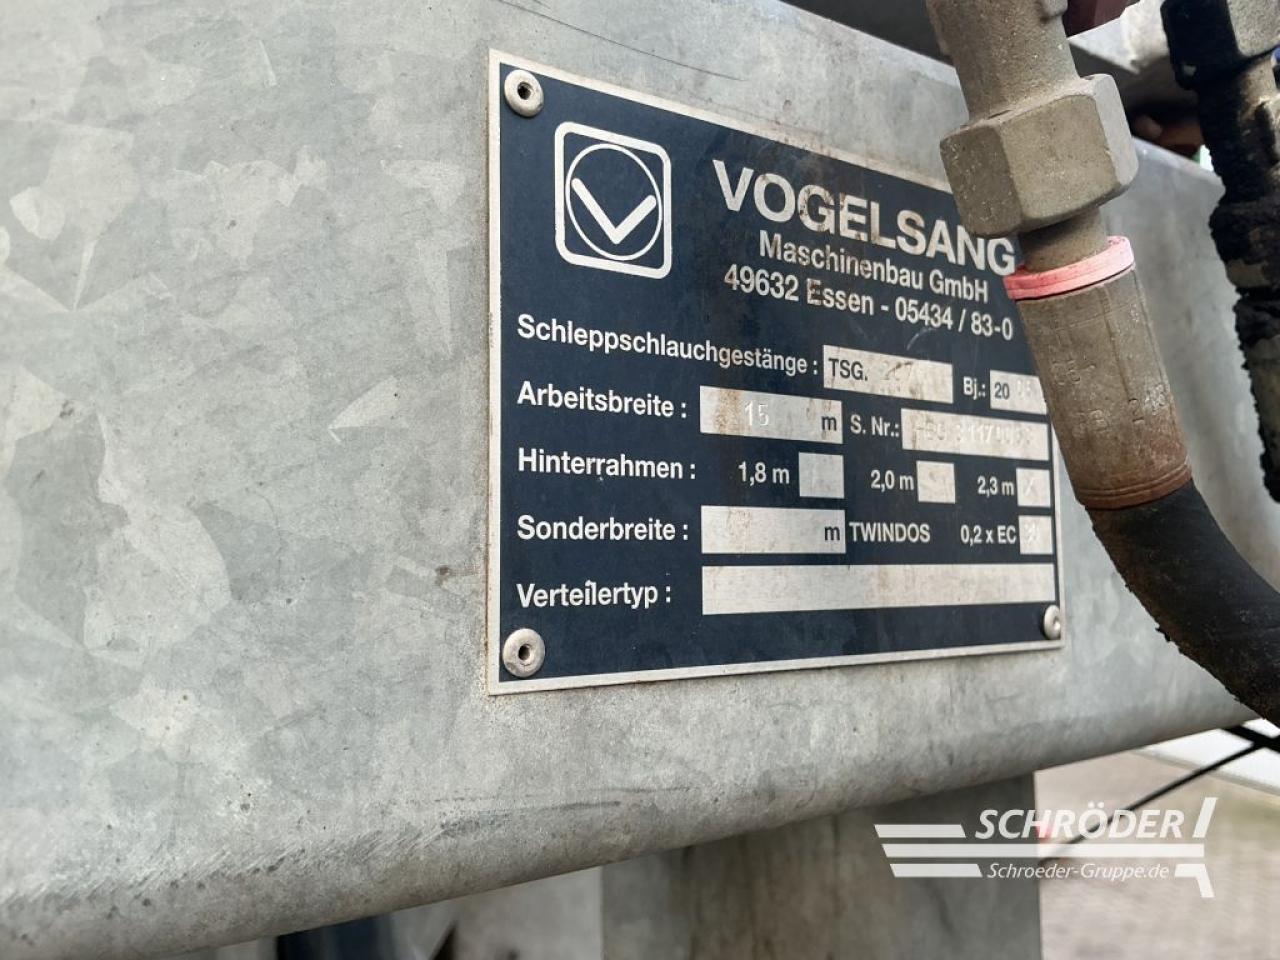 VOGELSANG
Maschinenbau GmbH
49632 Essen - 05434 / 83-0
Schleppschlauchgestänge : TSG. Bj.: 20
Arbeitsbreite : 15 m S. Nr.:
Hinterrahmen : 1,8 m 2,0 m 2,3 m
Sonderbreite : m TWINDOS 0,2 x EC
Verteilertyp :
SCHRÖDER
Schroeder-Gruppe.de